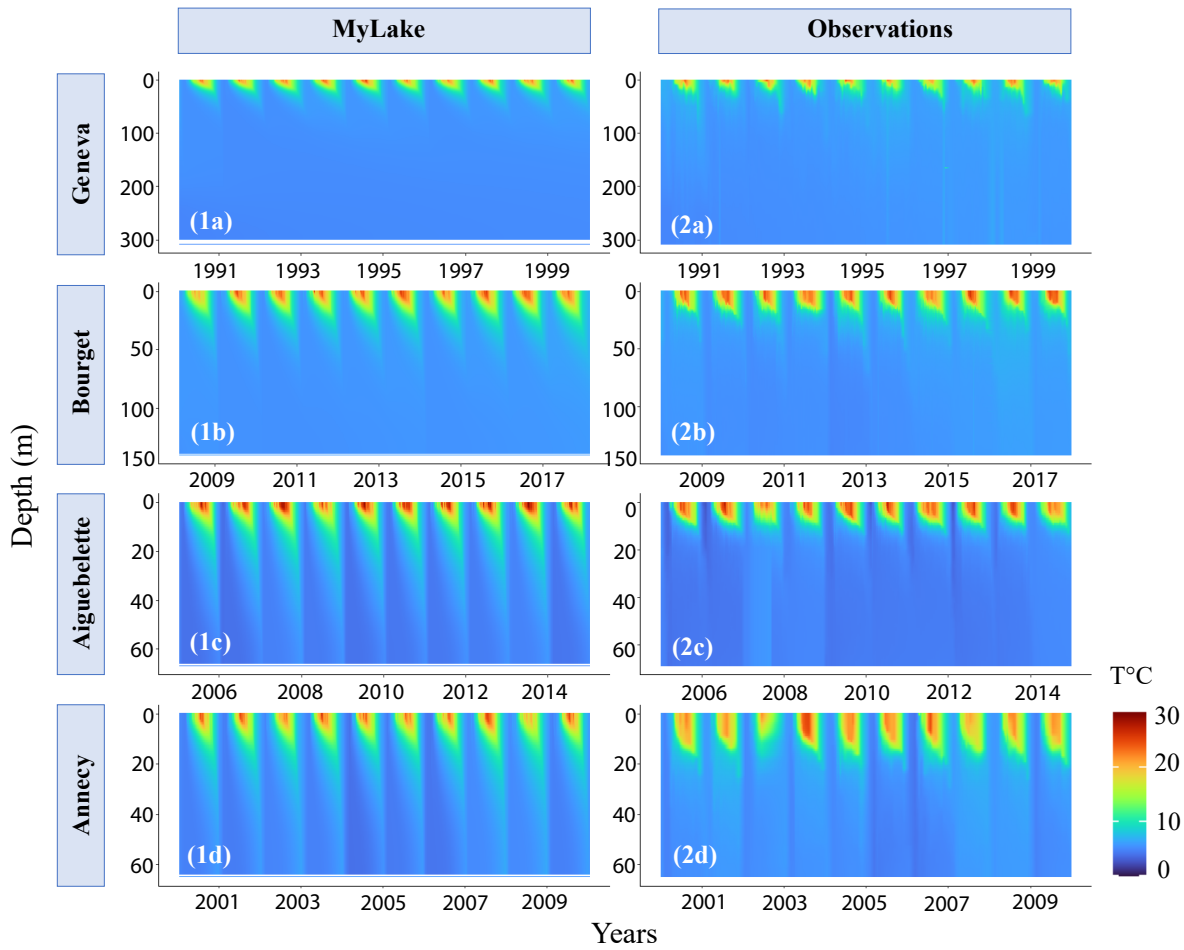 MyLake
Observations
Geneva
0
100
200
300
(1a)
1991 1993 1995 1997 1999
0
100
200
300
(2a)
1991 1993 1995 1997 1999
Bourget
0
50
100
150
(1b)
2009 2011 2013 2015 2017
0
50
100
150
(2b)
2009 2011 2013 2015 2017
Depth (m)
Aiguebelette
0
20
40
60
(1c)
2006 2008 2010 2012 2014
0
20
40
60
(2c)
2006 2008 2010 2012 2014
Annecy
0
20
40
60
(1d)
2001 2003 2005 2007 2009
0
20
40
60
(2d)
2001 2003 2005 2007 2009
T°C
30
20
10
0
Years